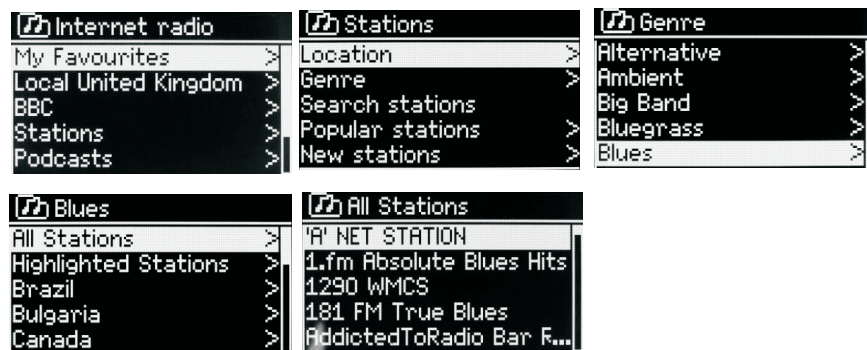 Internet radio
My Favourites >
Local United Kingdom >
BBC >
Stations >
Podcasts >
Stations
Location >
Genre >
Search stations
Popular stations >
New stations >
Genre
Alternative >
Ambient >
Big Band >
Bluegrass >
Blues >
Blues
All Stations >
Highlighted Stations >
Brazil >
Bulgaria >
Canada >
All Stations
'A' NET STATION
1.fm Absolute Blues Hits
1290 WMCS
181 FM True Blues
AddictedToRadio Bar R...